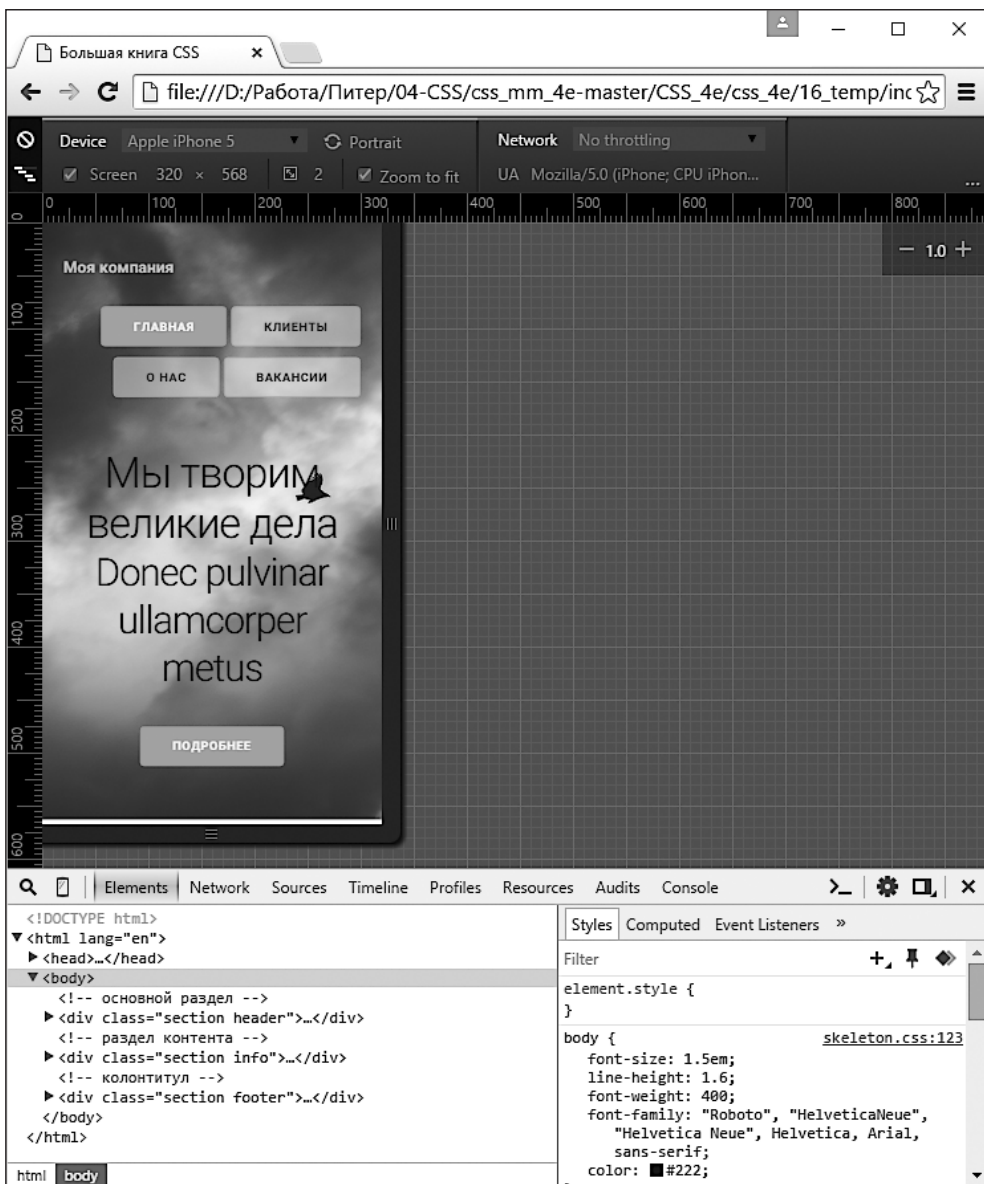 Большая книга CSS
file:///D:/Работа/Питер/04-CSS/css_mm_4e-master/CSS_4e/css_4e/16_temp/inc
Device Apple iPhone 5 Portrait Network No throttling
Screen 320 × 568 2 Zoom to fit UA Mozilla/5.0 (iPhone; CPU iPhon... ...
0 0 100 200 300 400 500 600 700 800
− 1.0 +
Моя компания
100
ГЛАВНАЯ КЛИЕНТЫ
О НАС ВАКАНСИИ
200
Мы творим
великие дела
300
Donec pulvinar
ullamcorper
400
metus
500
ПОДРОБНЕЕ
600
Elements Network Sources Timeline Profiles Resources Audits Console
<!DOCTYPE html>
<html lang="en">
<head>…</head>
<body>
<!-- основной раздел -->
<div class="section header">…</div>
<!-- раздел контента -->
<div class="section info">…</div>
<!-- колонтитул -->
<div class="section footer">…</div>
</body>
</html>
html body
Styles Computed Event Listeners »
Filter
element.style {
}
body { skeleton.css:123
font-size: 1.5em;
line-height: 1.6;
font-weight: 400;
font-family: "Roboto", "HelveticaNeue",
"Helvetica Neue", Helvetica, Arial,
sans-serif;
color: #222;